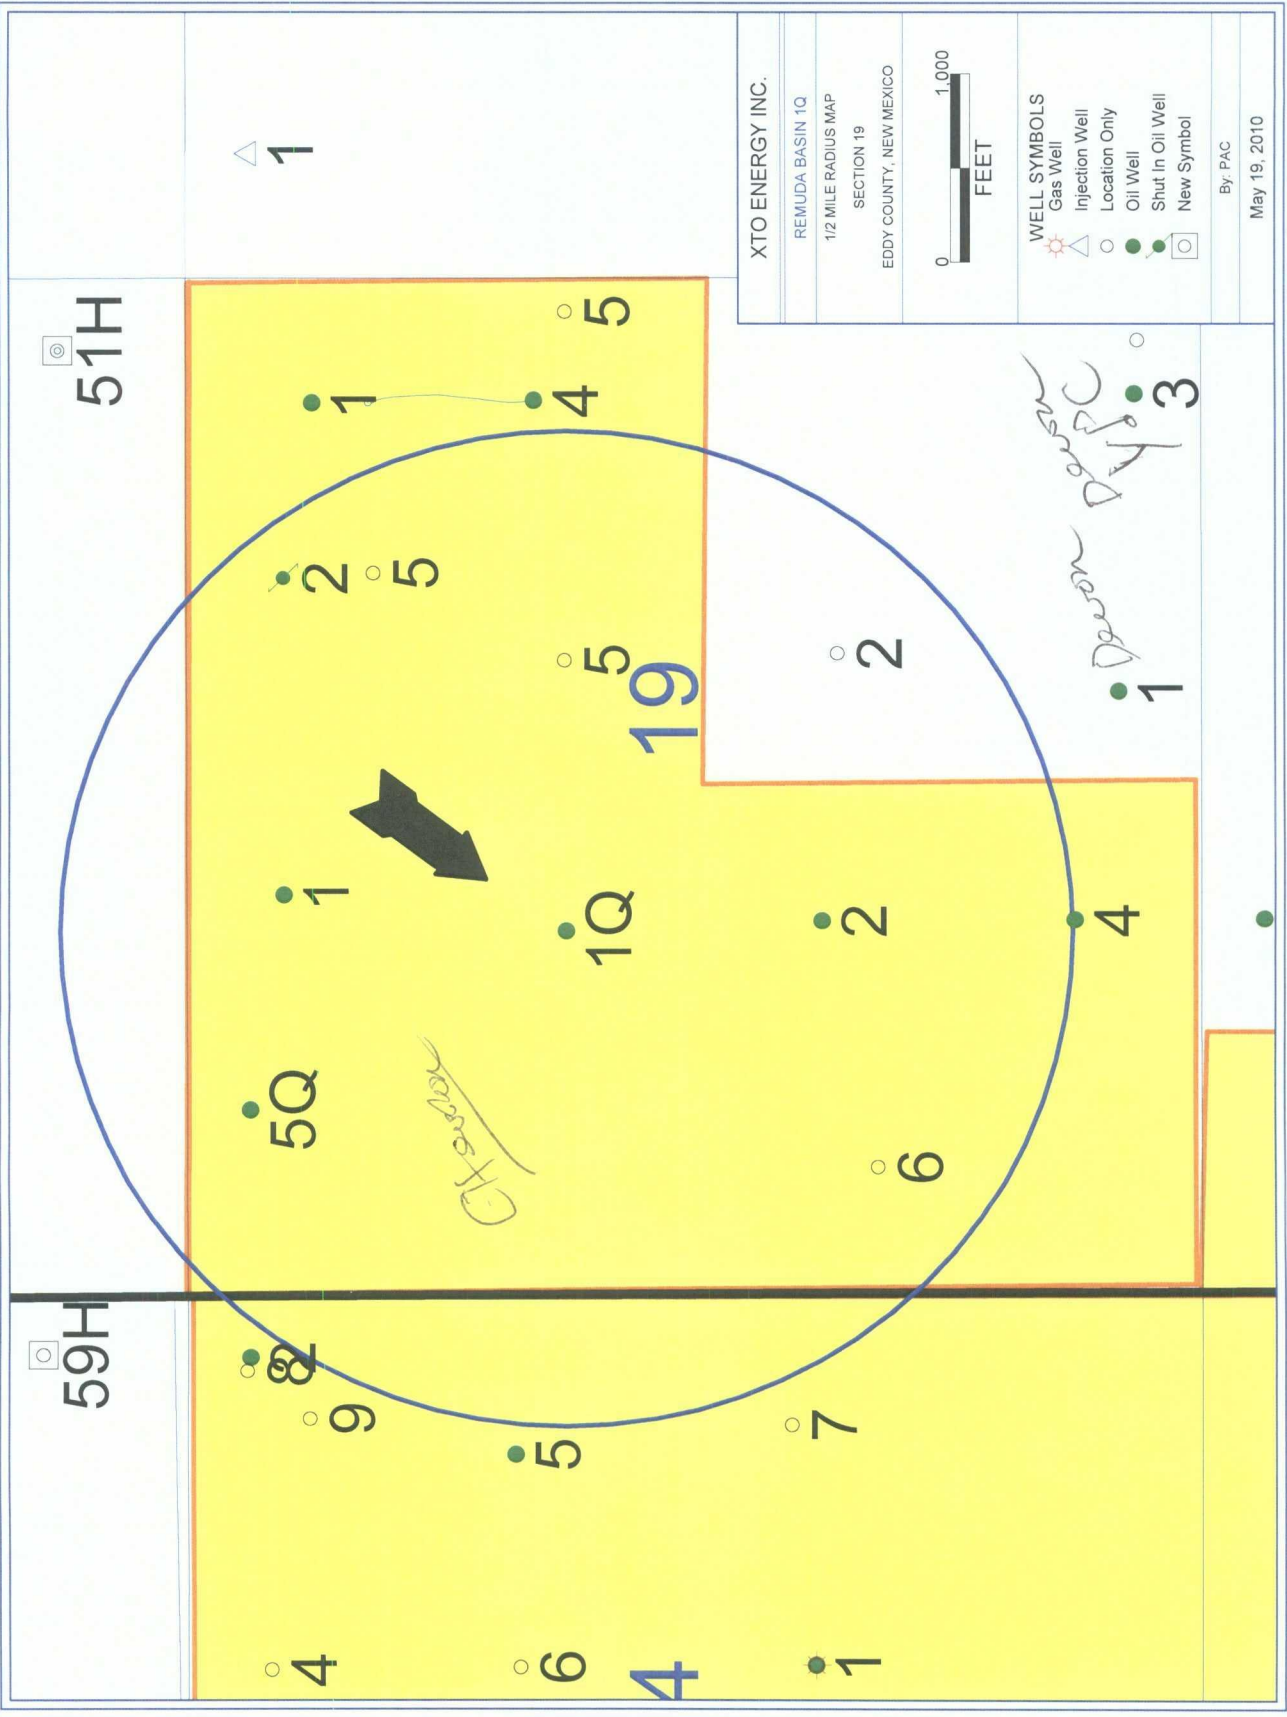 XTO ENERGY INC.
REMUDA BASIN 1Q
1/2 MILE RADIUS MAP
SECTION 19
EDDY COUNTY, NEW MEXICO
0 1,000
FEET
WELL SYMBOLS
Gas Well
Injection Well
Location Only
Oil Well
Shut In Oil Well
New Symbol
By: PAC
May 19, 2010
59H
51H
1
4
8
9
5Q
1
2
1
5
6
5
1Q
5
4
5
4
19
1
7
2
2
6
4
1
Devon
Devon
3